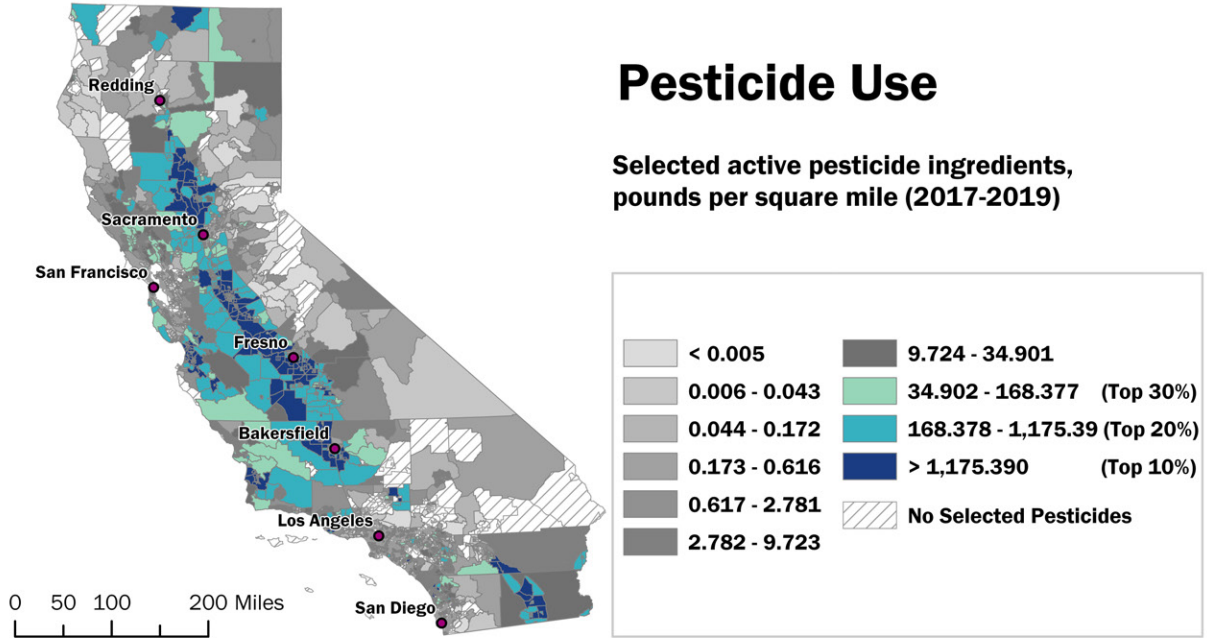 Pesticide Use
Selected active pesticide ingredients,
pounds per square mile (2017-2019)
Redding
Sacramento
San Francisco
Fresno
Bakersfield
Los Angeles
San Diego
0 50 100 200 Miles
< 0.005
0.006 - 0.043
0.044 - 0.172
0.173 - 0.616
0.617 - 2.781
2.782 - 9.723
9.724 - 34.901
34.902 - 168.377 (Top 30%)
168.378 - 1,175.39 (Top 20%)
> 1,175.390 (Top 10%)
No Selected Pesticides